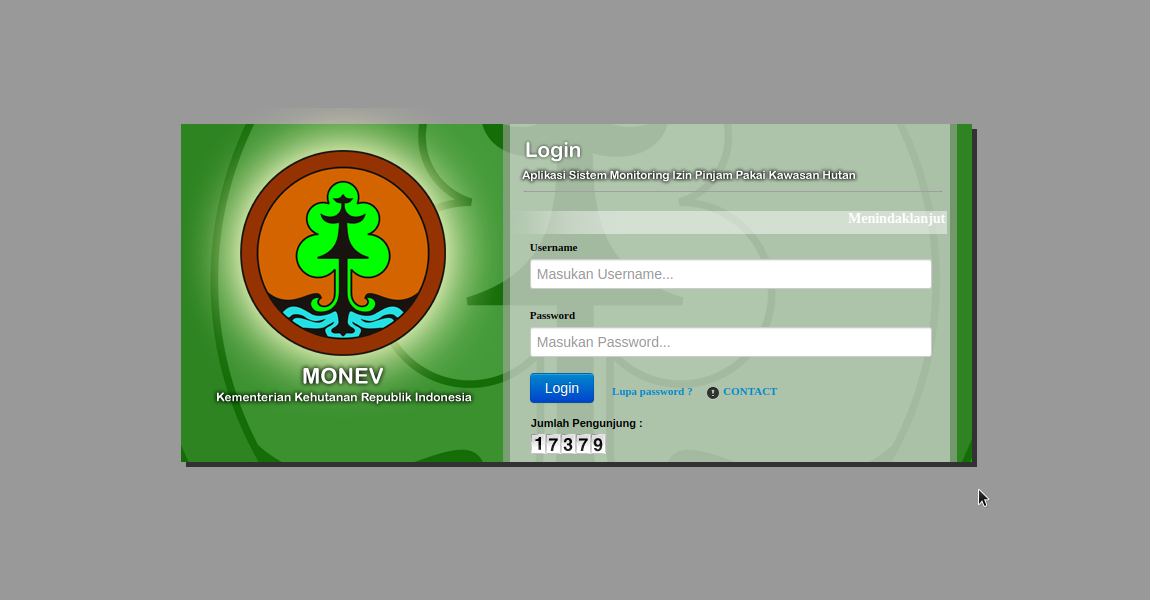 MONEV
Kementerian Kehutanan Republik Indonesia
Login
Aplikasi Sistem Monitoring Izin Pinjam Pakai Kawasan Hutan
Menindaklanjut
Username
Masukan Username...
Password
Masukan Password...
Login
Lupa password ?
CONTACT
Jumlah Pengunjung :
17379